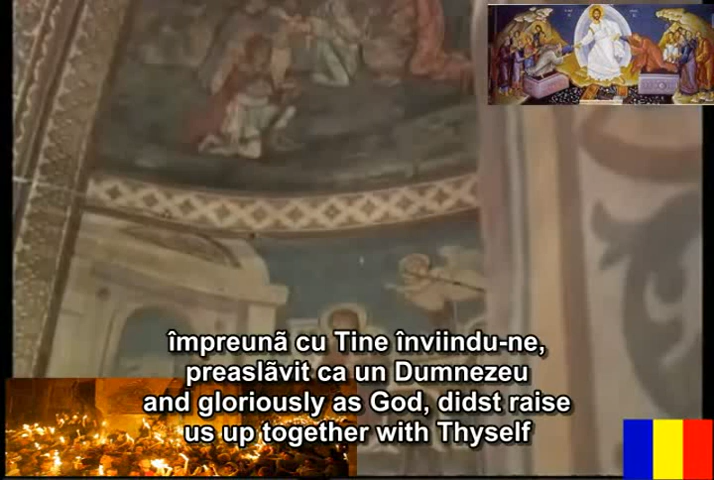 împreunã cu Tine înviindu-ne,
preaslãvit ca un Dumnezeu
and gloriously as God, didst raise
us up together with Thyself